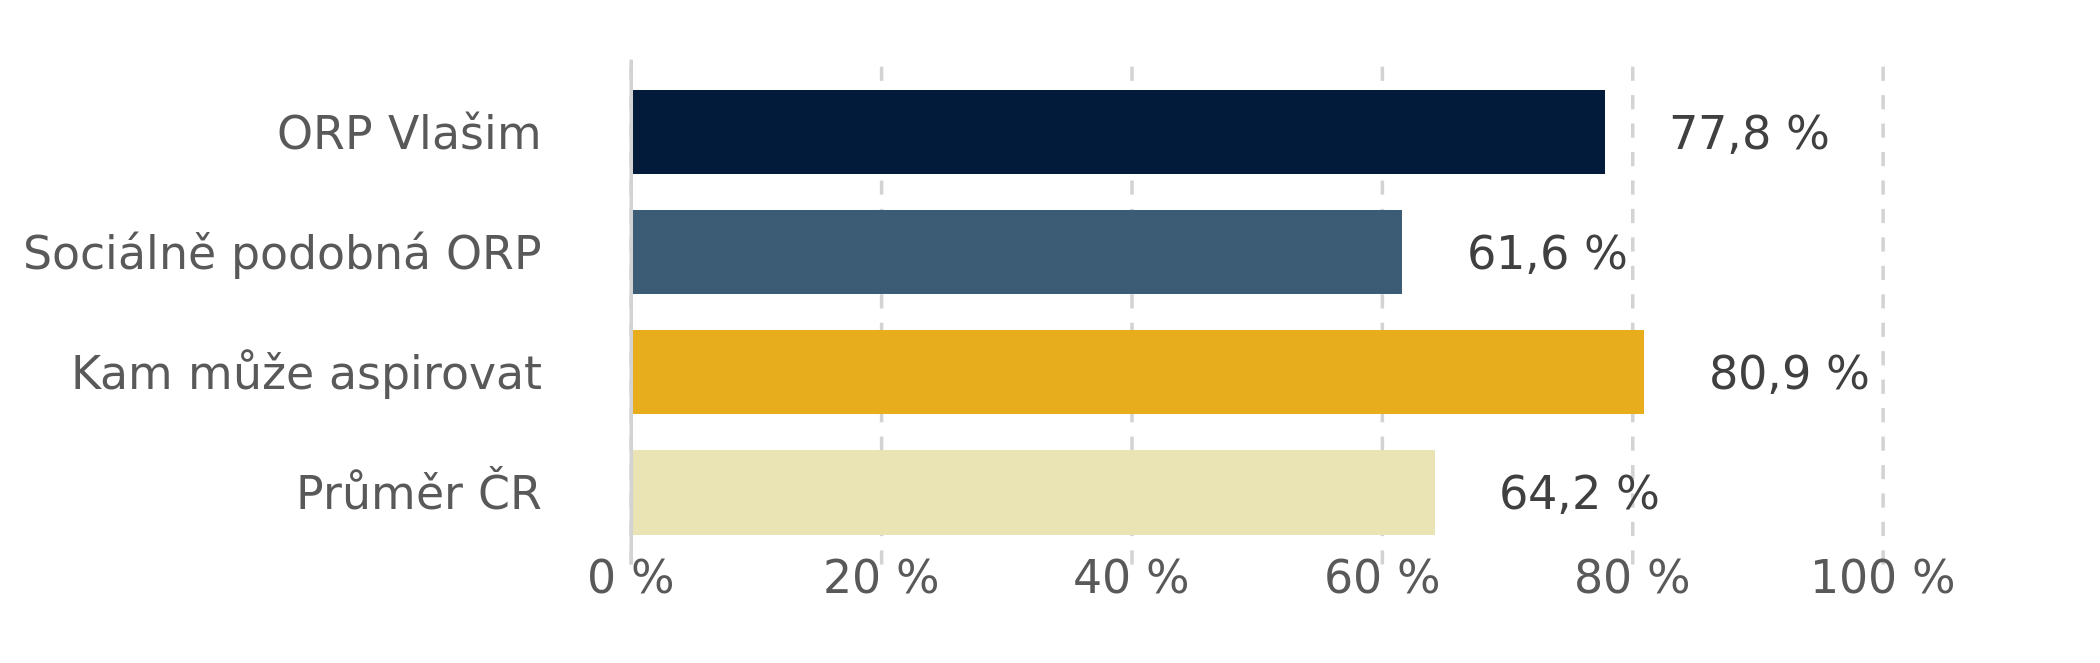 ORP Vlašim
77,8 %
Sociálně podobná ORP
61,6 %
Kam může aspirovat
80,9 %
Průměr ČR
64,2 %
0 % 20 % 40 % 60 % 80 % 100 %